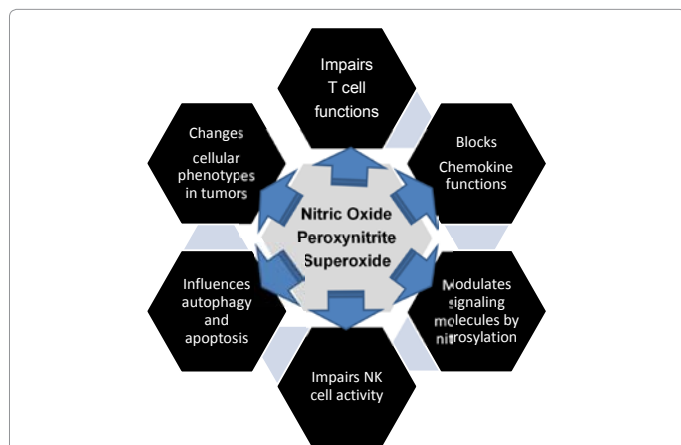 Impairs
T cell
functions
Changes
cellular
phenotypes
in tumors
Blocks
Chemokine
functions
Nitric Oxide
Peroxynitrite
Superoxide
Influences
autophagy
and
apoptosis
Modulates
signaling
molecules by
nitrosylation
Impairs NK
cell activity